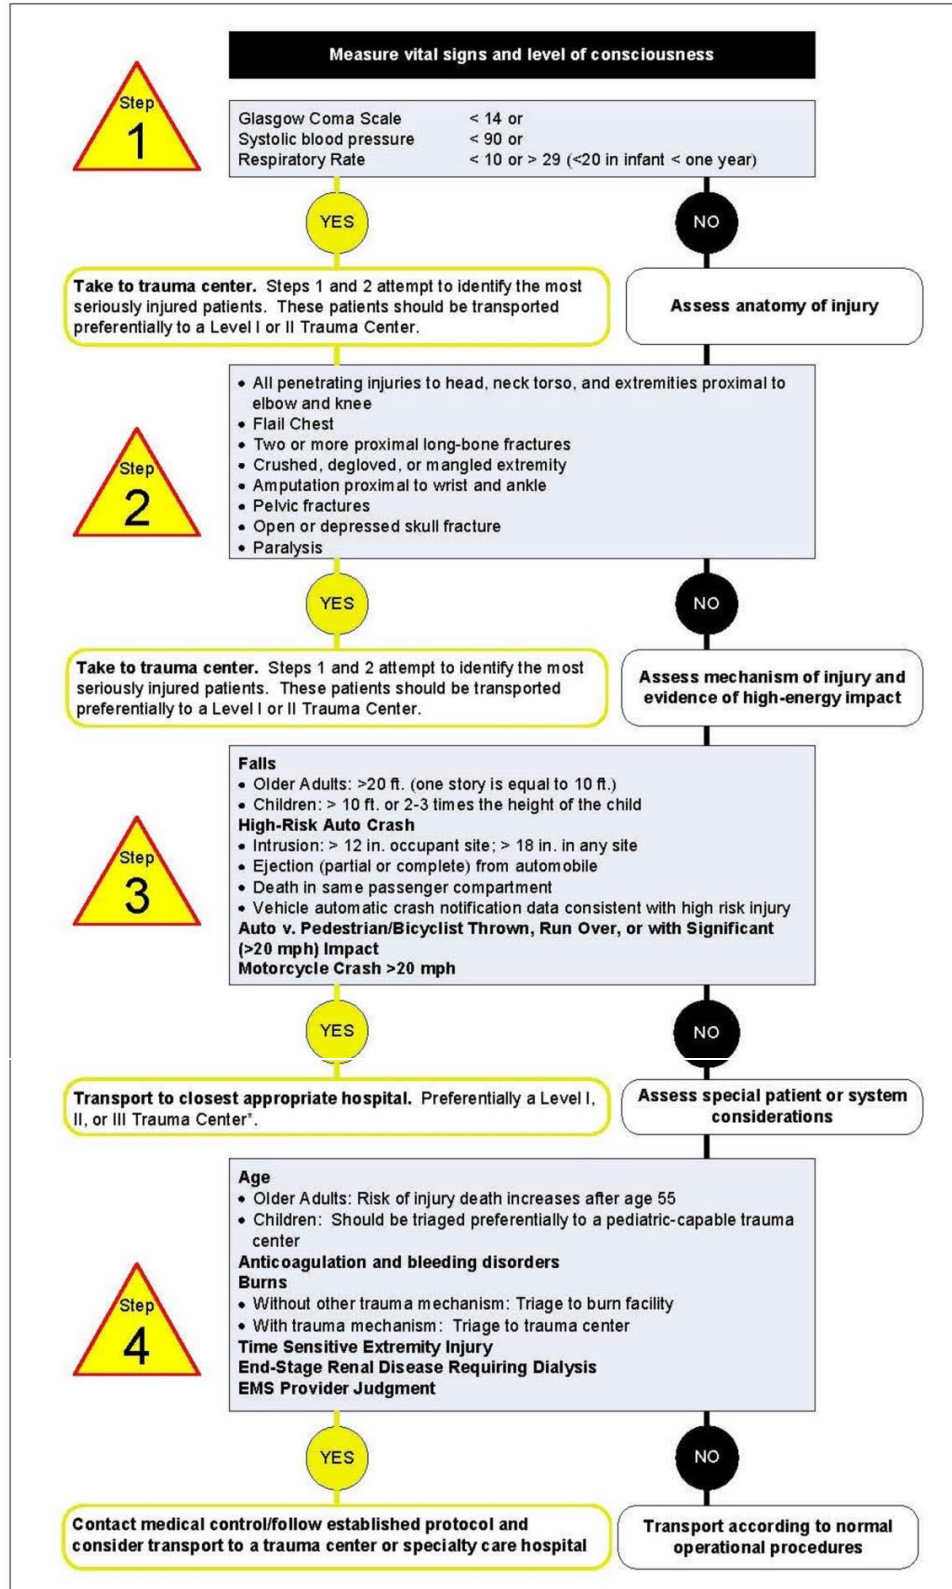 Measure vital signs and level of consciousness
Step
1
Glasgow Coma Scale < 14 or
Systolic blood pressure < 90 or
Respiratory Rate < 10 or > 29 (<20 in infant < one year)
YES
NO
Take to trauma center. Steps 1 and 2 attempt to identify the most
seriously injured patients. These patients should be transported
preferentially to a Level I or II Trauma Center.
Assess anatomy of injury
Step
2
• All penetrating injuries to head, neck torso, and extremities proximal to
elbow and knee
• Flail Chest
• Two or more proximal long-bone fractures
• Crushed, degloved, or mangled extremity
• Amputation proximal to wrist and ankle
• Pelvic fractures
• Open or depressed skull fracture
• Paralysis
YES
NO
Take to trauma center. Steps 1 and 2 attempt to identify the most
seriously injured patients. These patients should be transported
preferentially to a Level I or II Trauma Center.
Assess mechanism of injury and
evidence of high-energy impact
Step
3
Falls
• Older Adults: >20 ft. (one story is equal to 10 ft.)
• Children: > 10 ft. or 2-3 times the height of the child
High-Risk Auto Crash
• Intrusion: > 12 in. occupant site; > 18 in. in any site
• Ejection (partial or complete) from automobile
• Death in same passenger compartment
• Vehicle automatic crash notification data consistent with high risk injury
Auto v. Pedestrian/Bicyclist Thrown, Run Over, or with Significant
(>20 mph) Impact
Motorcycle Crash >20 mph
YES
NO
Transport to closest appropriate hospital. Preferentially a Level I,
II, or III Trauma Center*.
Assess special patient or system
considerations
Step
4
Age
• Older Adults: Risk of injury death increases after age 55
• Children: Should be triaged preferentially to a pediatric-capable trauma
center
Anticoagulation and bleeding disorders
Burns
• Without other trauma mechanism: Triage to burn facility
• With trauma mechanism: Triage to trauma center
Time Sensitive Extremity Injury
End-Stage Renal Disease Requiring Dialysis
EMS Provider Judgment
YES
NO
Contact medical control/follow established protocol and
consider transport to a trauma center or specialty care hospital
Transport according to normal
operational procedures